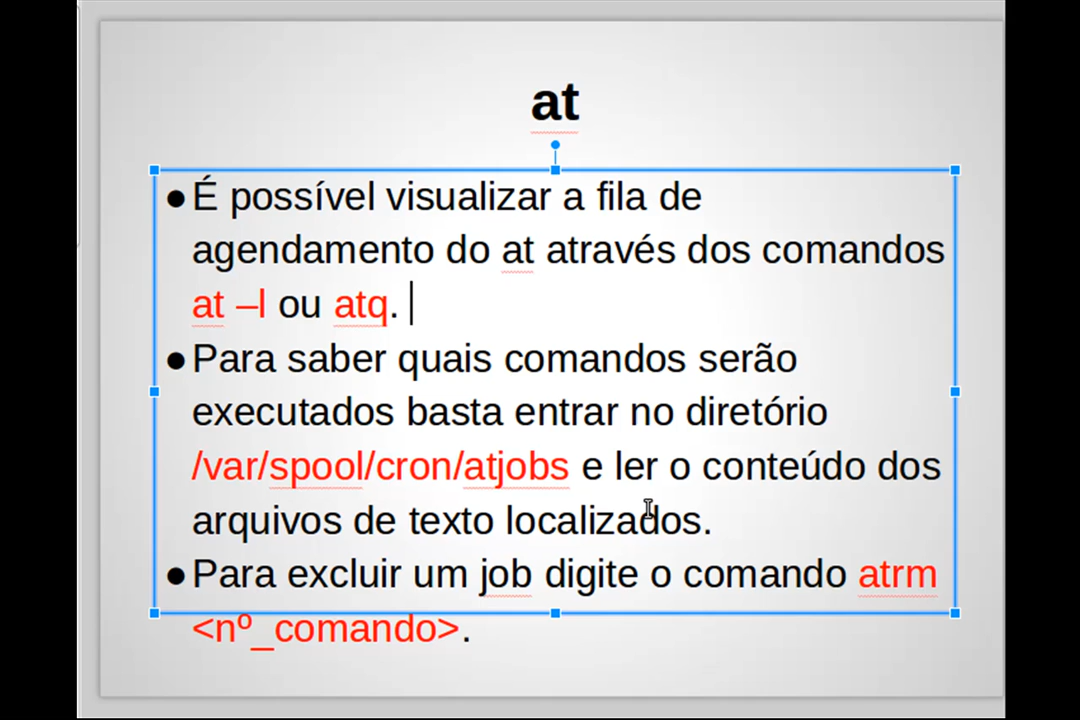 at
●É possível visualizar a fila de
agendamento do at através dos comandos
at –l ou atq.
●Para saber quais comandos serão
executados basta entrar no diretório
/var/spool/cron/atjobs e ler o conteúdo dos
arquivos de texto localizados.
●Para excluir um job digite o comando atrm
<nº_comando>.